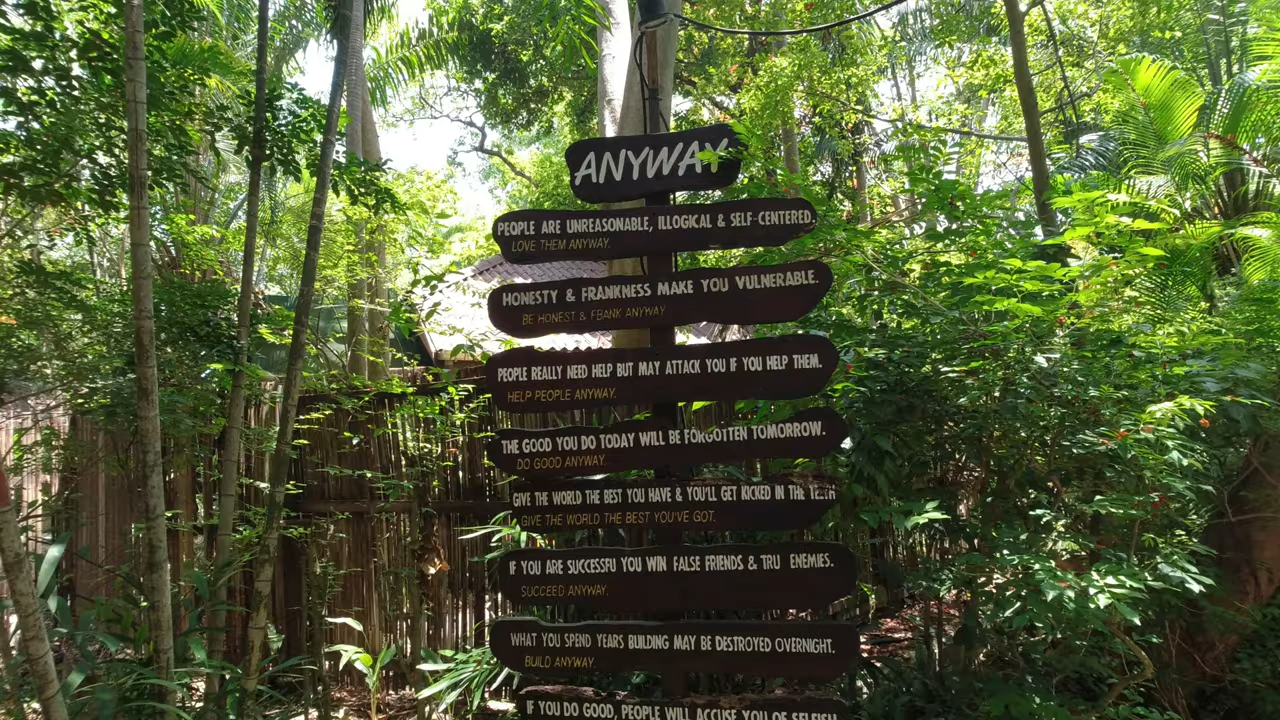 ANYWAY
PEOPLE ARE UNREASONABLE, ILLOGICAL & SELF-CENTERED.
LOVE THEM ANYWAY.
HONESTY & FRANKNESS MAKE YOU VULNERABLE.
BE HONEST & FRANK ANYWAY
PEOPLE REALLY NEED HELP BUT MAY ATTACK YOU IF YOU HELP THEM.
HELP PEOPLE ANYWAY.
THE GOOD YOU DO TODAY WILL BE FORGOTTEN TOMORROW.
DO GOOD ANYWAY.
GIVE THE WORLD THE BEST YOU HAVE & YOU'LL GET KICKED IN THE TEETH
GIVE THE WORLD THE BEST YOU'VE GOT.
IF YOU ARE SUCCESSFU YOU WIN FALSE FRIENDS & TRU ENEMIES.
SUCCEED ANYWAY.
WHAT YOU SPEND YEARS BUILDING MAY BE DESTROYED OVERNIGHT.
BUILD ANYWAY.
IF YOU DO GOOD, PEOPLE WILL ACCUSE YOU OF SELFISH